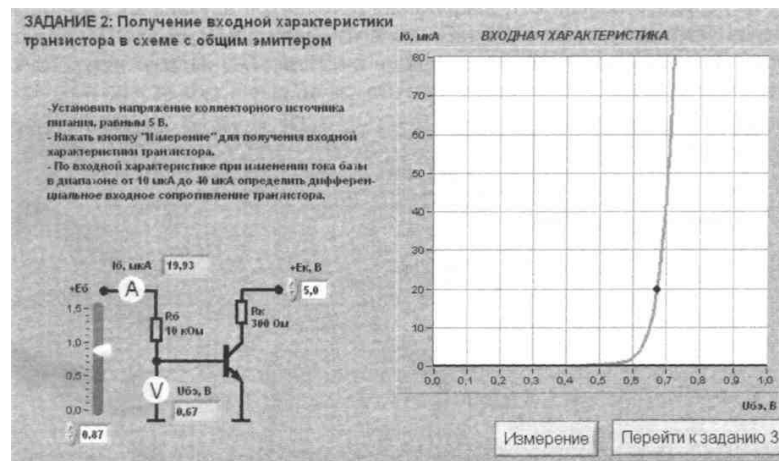 ЗАДАНИЕ 2: Получение входной характеристики
транзистора в схеме с общим эмиттером
-Установить напряжение коллекторного источника
питания, равным 5 В.
- Нажать кнопку "Измерение" для получения входной
характеристики транзистора.
- По входной характеристике при изменении тока базы
в диапазоне от 10 мкА до 40 мкА определить дифферен-
циальное входное сопротивление транзистора.
Iб, мкА 19,93
+Eк, В
5,0
+Eб
A
1,5
1,0
0,5
0,0
0,87
Rб
10 кОм
Rк
300 Ом
V
Uбэ, В
0,67
Iб, мкА ВХОДНАЯ ХАРАКТЕРИСТИКА
80
70
60
50
40
30
20
10
0
0,0 0,1 0,2 0,3 0,4 0,5 0,6 0,7 0,8 0,9 1,0
Uбэ, В
Измерение Перейти к заданию 3